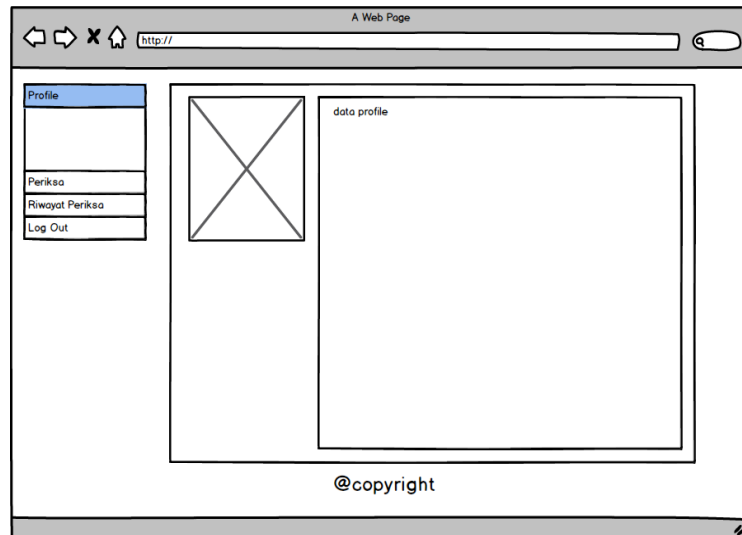 A Web Page
http://
Profile
Periksa
Riwayat Periksa
Log Out
data profile
@copyright